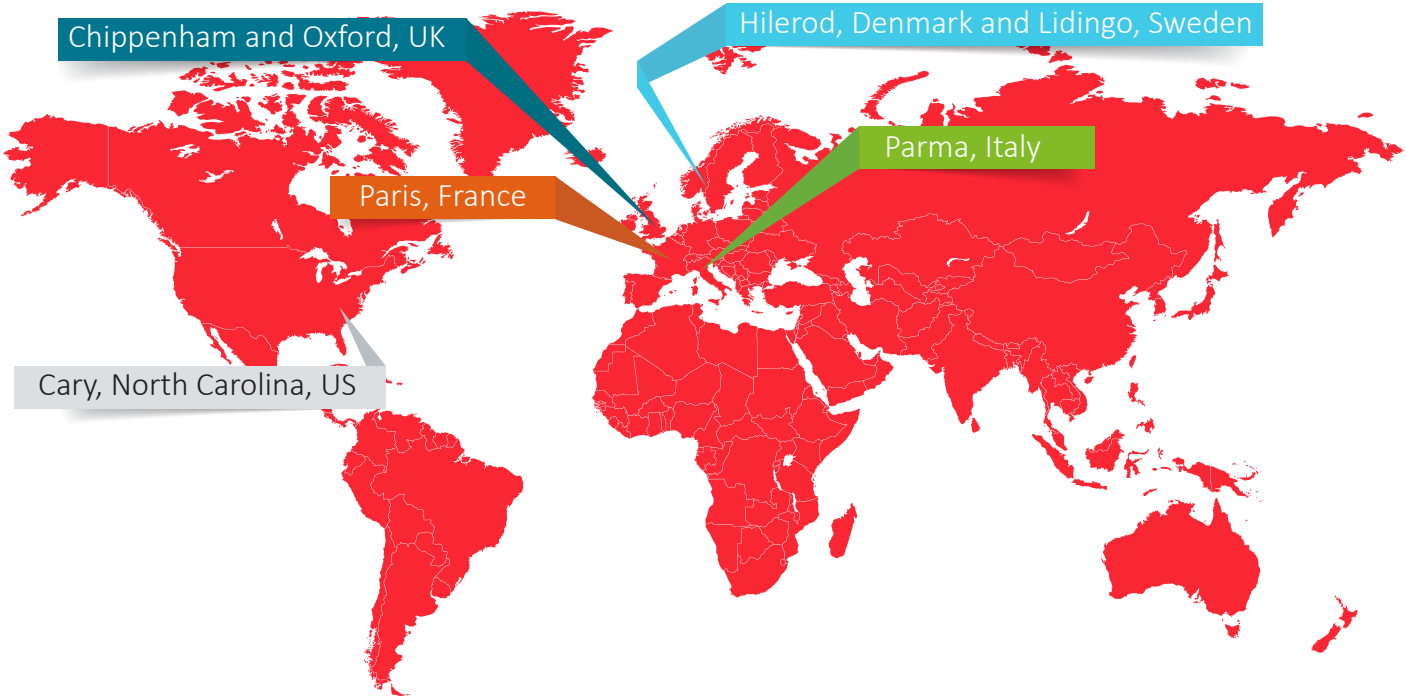 Chippenham and Oxford, UK
Hilerod, Denmark and Lidingo, Sweden
Parma, Italy
Paris, France
Cary, North Carolina, US